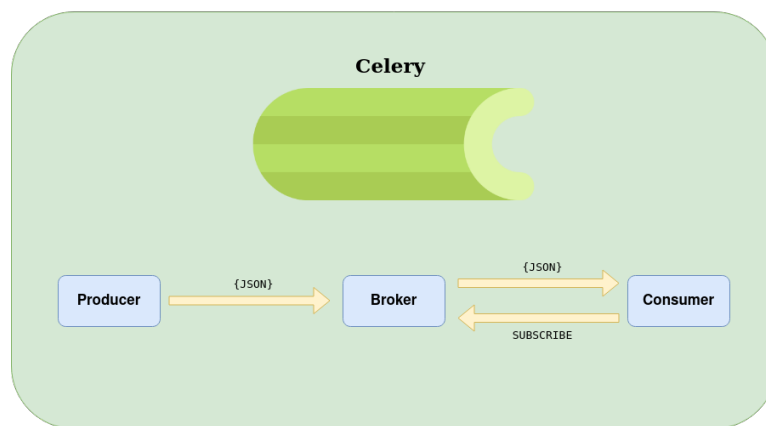 Celery
{JSON}
{JSON}
Producer
Broker
Consumer
SUBSCRIBE